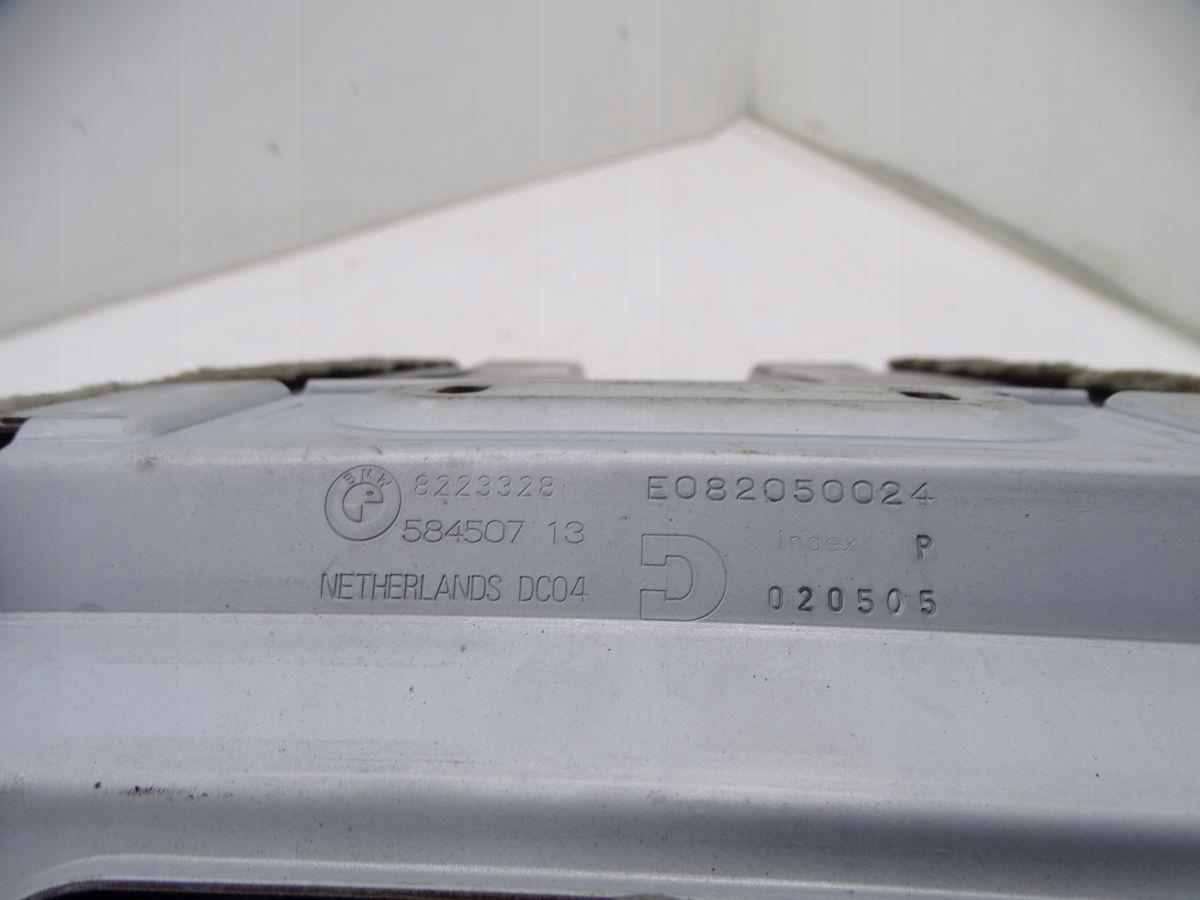 BMW 8223328
584507 13
NETHERLANDS DC04
E082050024
index P
020505